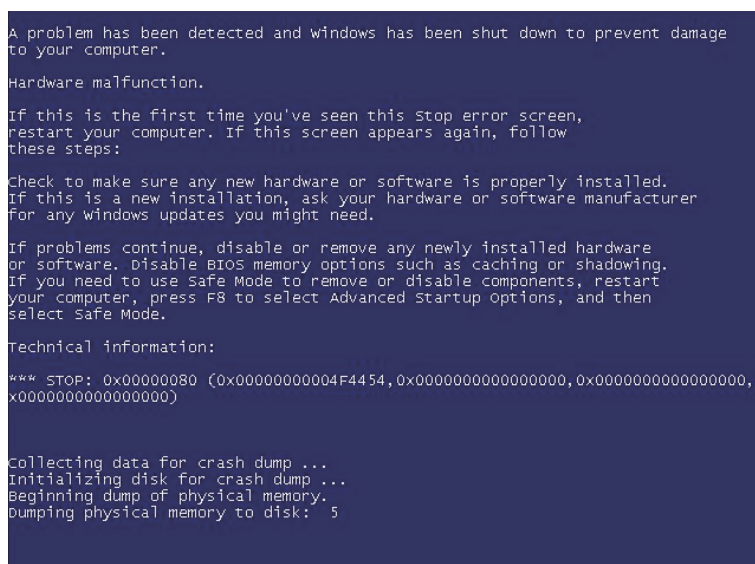 A problem has been detected and Windows has been shut down to prevent damage
to your computer.
Hardware malfunction.
If this is the first time you've seen this Stop error screen,
restart your computer. If this screen appears again, follow
these steps:
Check to make sure any new hardware or software is properly installed.
If this is a new installation, ask your hardware or software manufacturer
for any Windows updates you might need.
If problems continue, disable or remove any newly installed hardware
or software. Disable BIOS memory options such as caching or shadowing.
If you need to use Safe Mode to remove or disable components, restart
your computer, press F8 to select Advanced Startup Options, and then
select Safe Mode.
Technical information:
*** STOP: 0x00000080 (0x00000000004F4454,0x0000000000000000,0x0000000000000000,
x0000000000000000)
Collecting data for crash dump ...
Initializing disk for crash dump ...
Beginning dump of physical memory.
Dumping physical memory to disk:  5